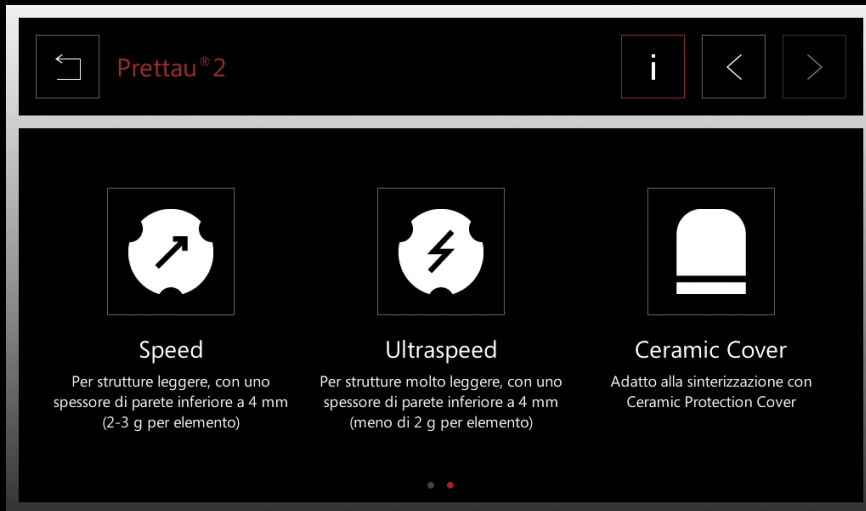 Prettau® 2
i
Speed
Per strutture leggere, con uno
spessore di parete inferiore a 4 mm
(2-3 g per elemento)
Ultraspeed
Per strutture molto leggere, con uno
spessore di parete inferiore a 4 mm
(meno di 2 g per elemento)
Ceramic Cover
Adatto alla sinterizzazione con
Ceramic Protection Cover